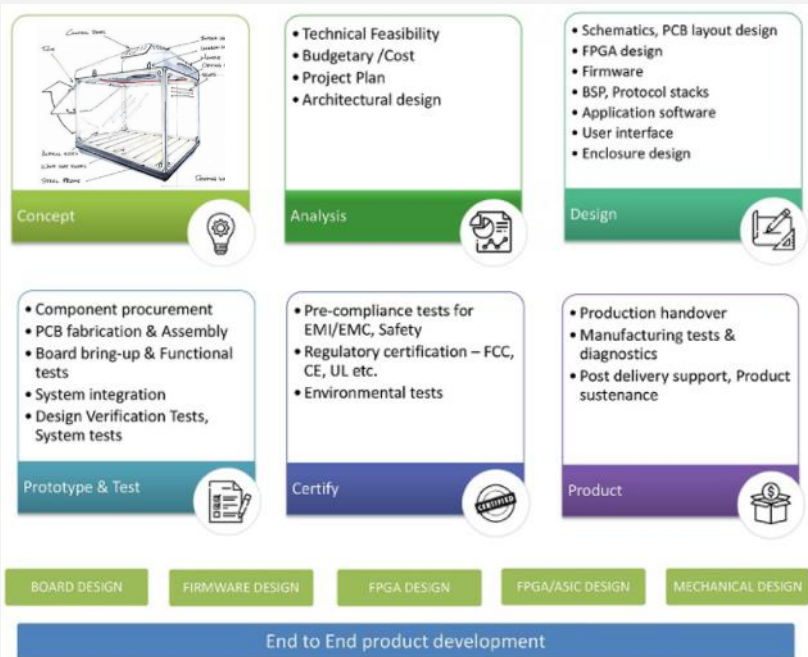 CONTROL PANEL
STEEL FRAME
• Technical Feasibility
• Budgetary /Cost
• Project Plan
• Architectural design
• Schematics, PCB layout design
• FPGA design
• Firmware
• BSP, Protocol stacks
• Application software
• User interface
• Enclosure design
Concept
Analysis
Design
• Component procurement
• PCB fabrication & Assembly
• Board bring-up & Functional
tests
• System integration
• Design Verification Tests,
System tests
• Pre-compliance tests for
EMI/EMC, Safety
• Regulatory certification – FCC,
CE, UL etc.
• Environmental tests
• Production handover
• Manufacturing tests &
diagnostics
• Post delivery support, Product
sustenance
Prototype & Test
Certify
CERTIFIED
Product
$
BOARD DESIGN
FIRMWARE DESIGN
FPGA DESIGN
FPGA/ASIC DESIGN
MECHANICAL DESIGN
End to End product development